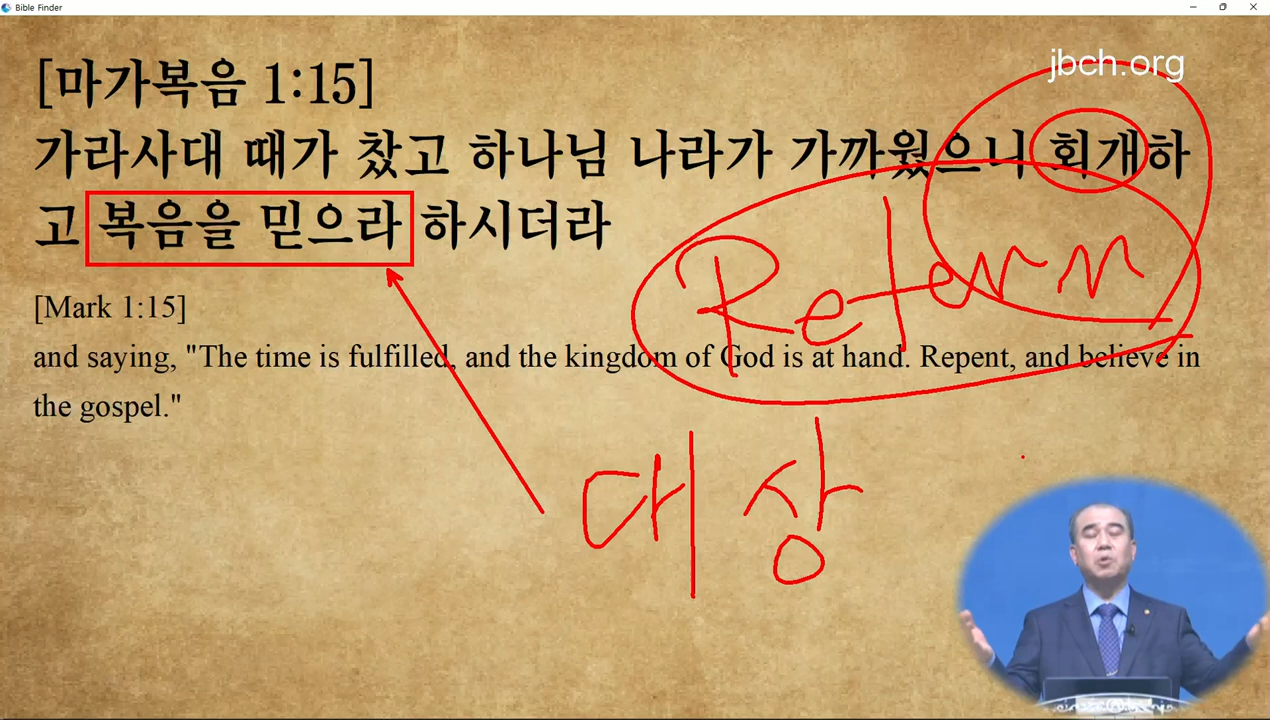 Bible Finder
jbch.org
[마가복음 1:15]
가라사대 때가 찼고 하나님 나라가 가까웠으니 회개하
고 복음을 믿으라 하시더라
[Mark 1:15]
and saying, "The time is fulfilled, and the kingdom of God is at hand. Repent, and believe in
the gospel."
대상